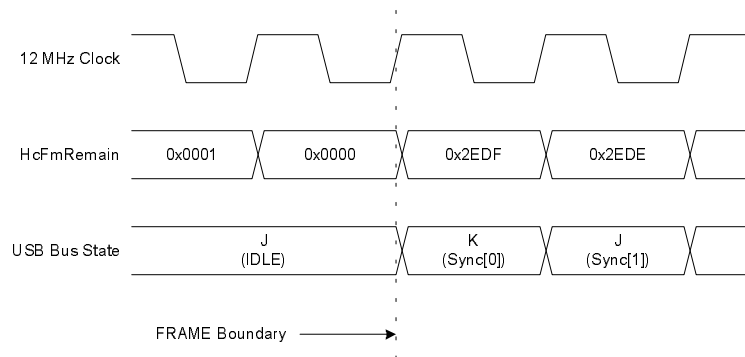 12 MHz Clock
HcFmRemain
0x0001
0x0000
0x2EDF
0x2EDE
USB Bus State
J
(IDLE)
K
(Sync[0])
J
(Sync[1])
FRAME Boundary